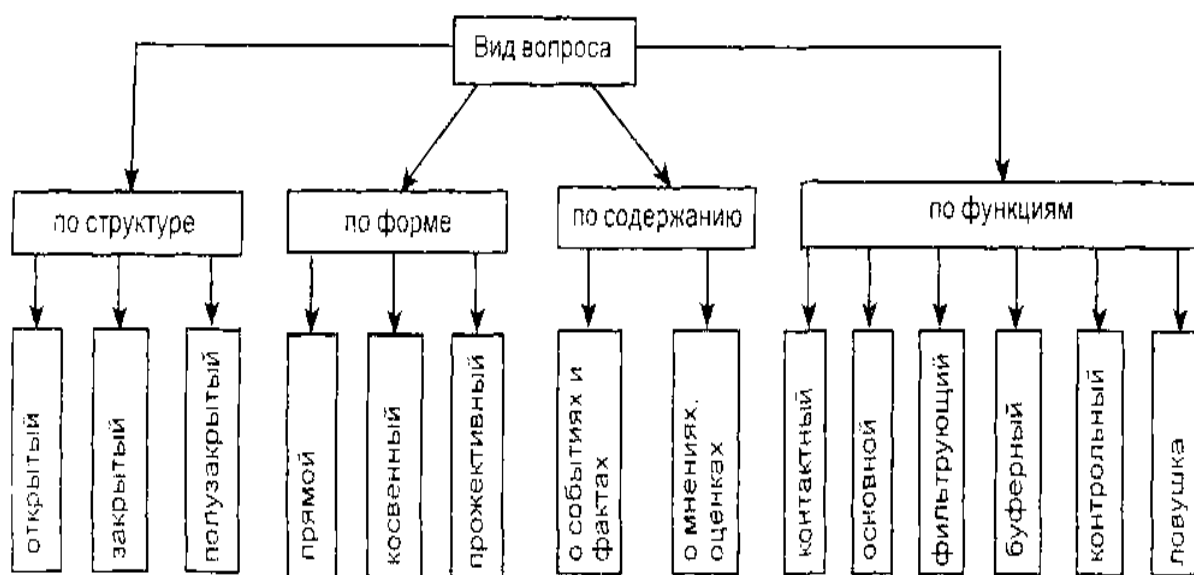 Вид вопроса
по структуре
по форме
по содержанию
по функциям
открытый
закрытый
полузакрытый
прямой
косвенный
прожективный
о событиях и
фактах
о мнениях,
оценках
контактный
основной
фильтрующий
буферный
контрольный
ловушка